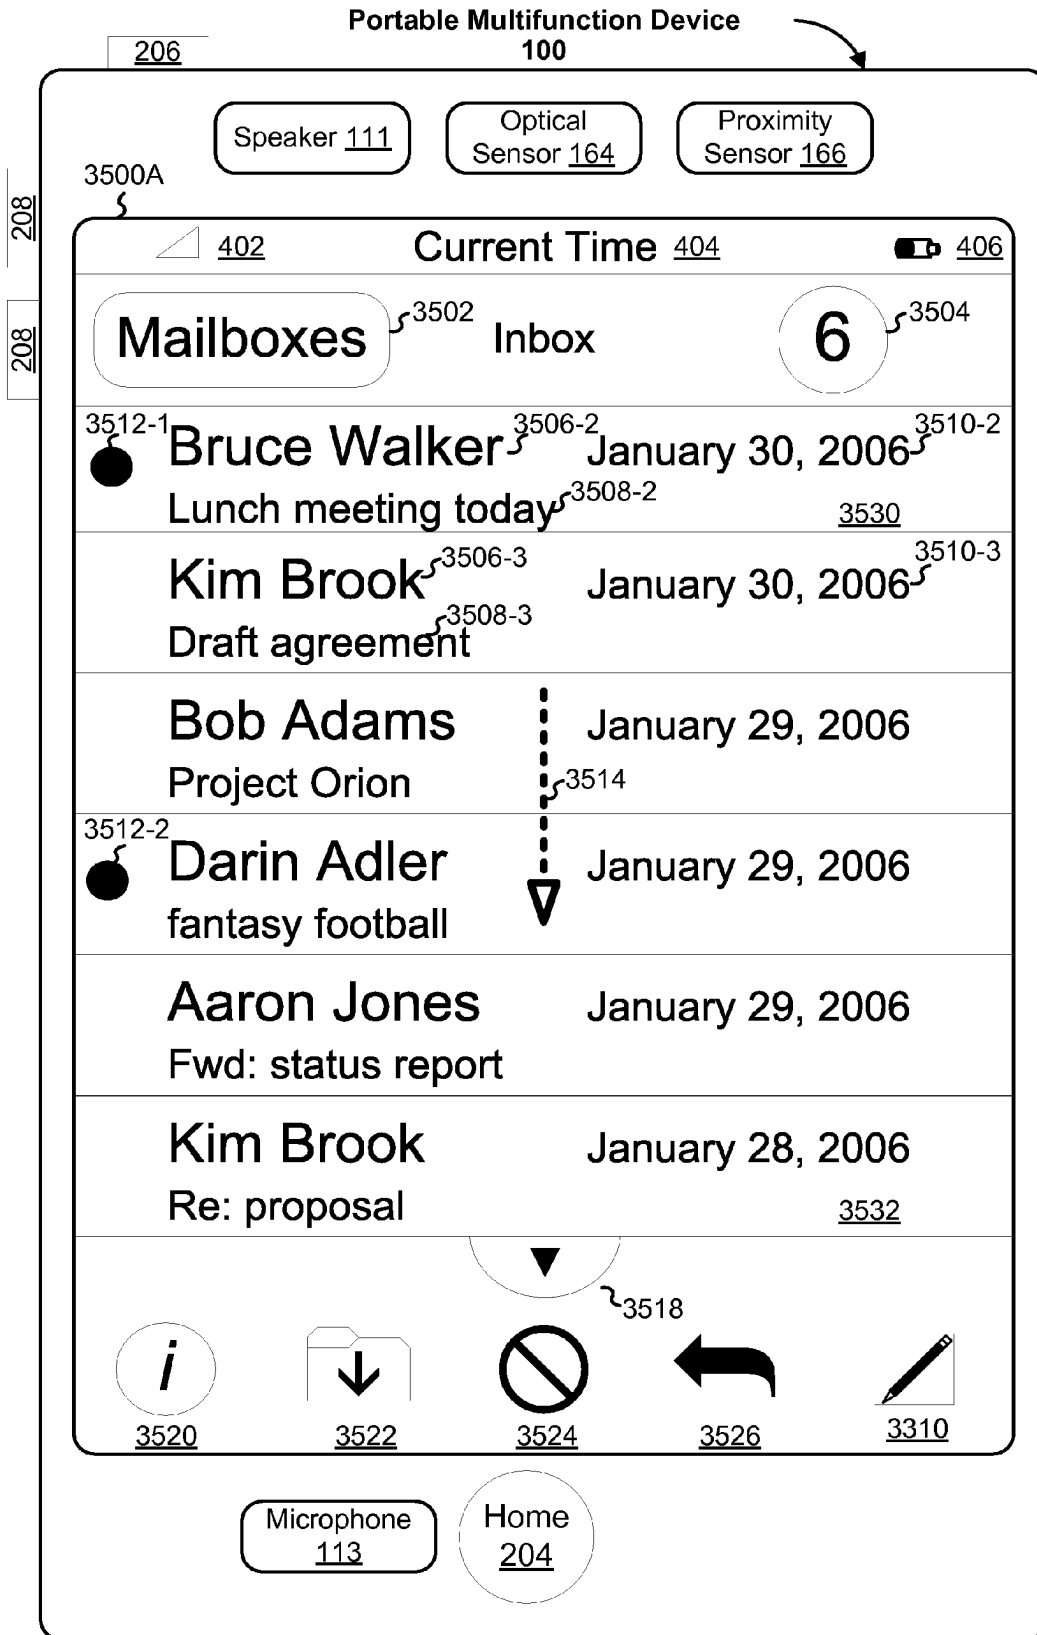 Portable Multifunction Device
100
206
Speaker 111
Optical
Sensor 164
Proximity
Sensor 166
3500A
208
208
402
Current Time 404
406
Mailboxes
3502
Inbox
6
3504
3512-1
Bruce Walker
3506-2
January 30, 2006
3510-2
Lunch meeting today
3508-2
3530
Kim Brook
3506-3
January 30, 2006
3510-3
Draft agreement
3508-3
Bob Adams
January 29, 2006
Project Orion
3514
3512-2
Darin Adler
January 29, 2006
fantasy football
Aaron Jones
January 29, 2006
Fwd: status report
Kim Brook
January 28, 2006
Re: proposal
3532
3518
i
3520
3522
3524
3526
3310
Microphone
113
Home
204